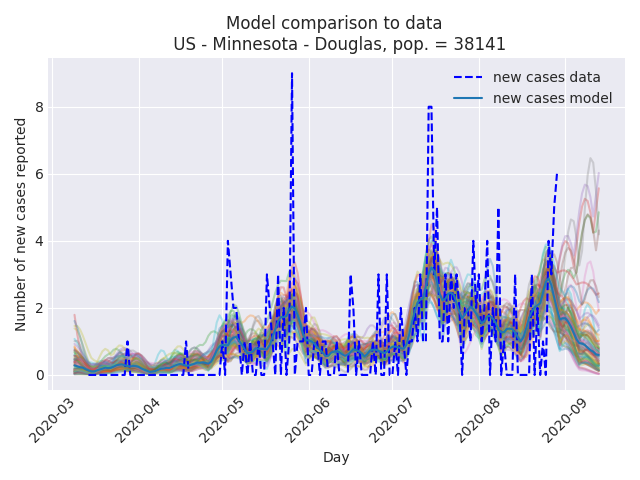 Model comparison to data
US - Minnesota - Douglas, pop. = 38141
new cases data
new cases model
Number of new cases reported
8
6
4
2
0
2020-03
2020-04
2020-05
2020-06
2020-07
2020-08
2020-09
Day